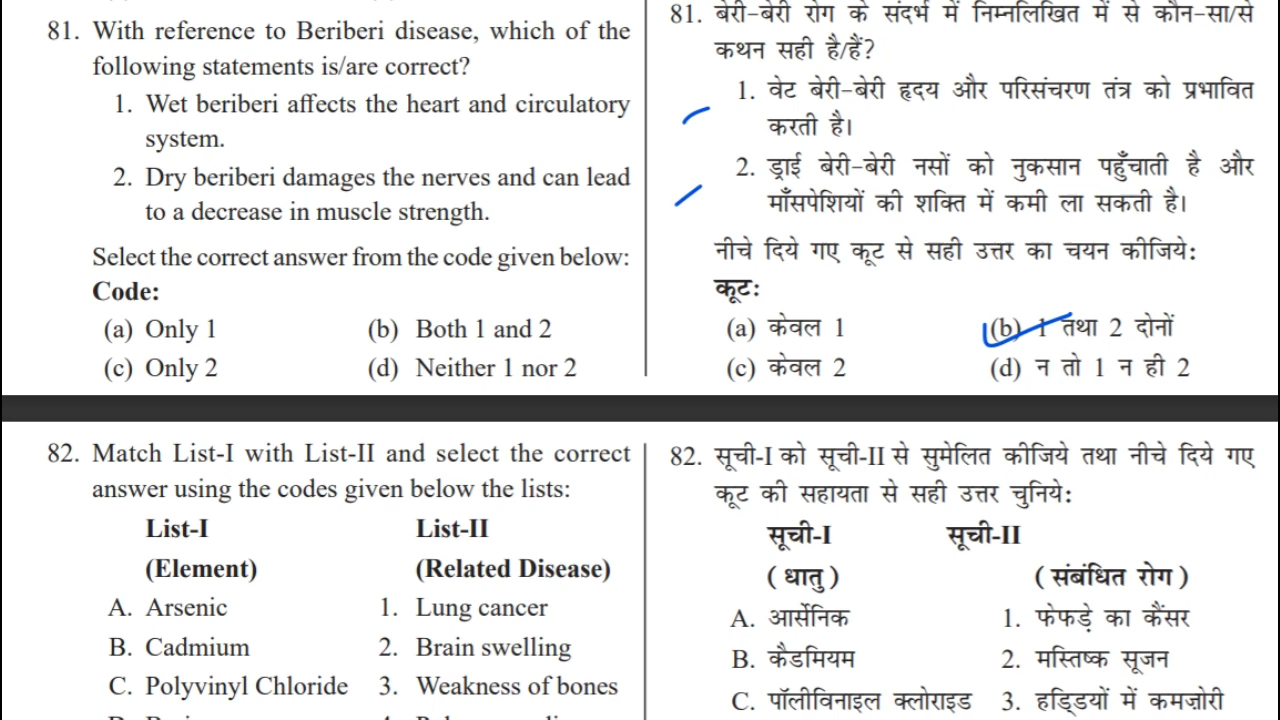 81. With reference to Beriberi disease, which of the
following statements is/are correct?
1. Wet beriberi affects the heart and circulatory
system.
2. Dry beriberi damages the nerves and can lead
to a decrease in muscle strength.
Select the correct answer from the code given below:
Code:
(a) Only 1 (b) Both 1 and 2
(c) Only 2 (d) Neither 1 nor 2
81. बेरी-बेरी रोग के संदर्भ में निम्नलिखित में से कौन-सा/से
कथन सही है/हैं?
1. वेट बेरी-बेरी हृदय और परिसंचरण तंत्र को प्रभावित
करती है।
2. ड्राई बेरी-बेरी नसों को नुकसान पहुँचाती है और
माँसपेशियों की शक्ति में कमी ला सकती है।
नीचे दिये गए कूट से सही उत्तर का चयन कीजिये:
कूट:
(a) केवल 1 (b) 1 तथा 2 दोनों
(c) केवल 2 (d) न तो 1 न ही 2
82. Match List-I with List-II and select the correct
answer using the codes given below the lists:
List-I List-II
(Element) (Related Disease)
A. Arsenic 1. Lung cancer
B. Cadmium 2. Brain swelling
C. Polyvinyl Chloride 3. Weakness of bones
82. सूची-I को सूची-II से सुमेलित कीजिये तथा नीचे दिये गए
कूट की सहायता से सही उत्तर चुनिये:
सूची-I सूची-II
(धातु) (संबंधित रोग)
A. आर्सेनिक 1. फेफड़े का कैंसर
B. कैडमियम 2. मस्तिष्क सूजन
C. पॉलीविनाइल क्लोराइड 3. हड्डियों में कमज़ोरी